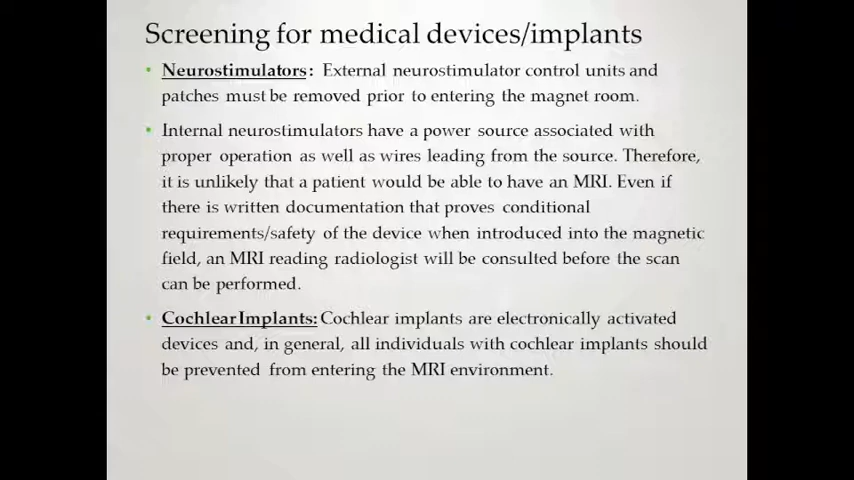 Screening for medical devices/implants
• Neurostimulators: External neurostimulator control units and
patches must be removed prior to entering the magnet room.
• Internal neurostimulators have a power source associated with
proper operation as well as wires leading from the source. Therefore,
it is unlikely that a patient would be able to have an MRI. Even if
there is written documentation that proves conditional
requirements/safety of the device when introduced into the magnetic
field, an MRI reading radiologist will be consulted before the scan
can be performed.
• Cochlear Implants: Cochlear implants are electronically activated
devices and, in general, all individuals with cochlear implants should
be prevented from entering the MRI environment.